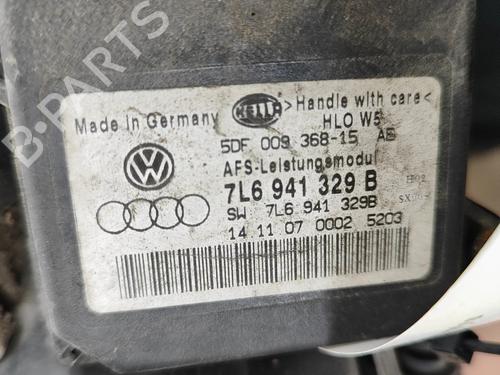 B-PARTS
Made in Germany HELLA >Handle with care<
HLO W5
5DF 009 368-15
AFS-Leistungsmodul
7L6 941 329 B
SW: 7L6 941 329B
14.11.07 0002 5203